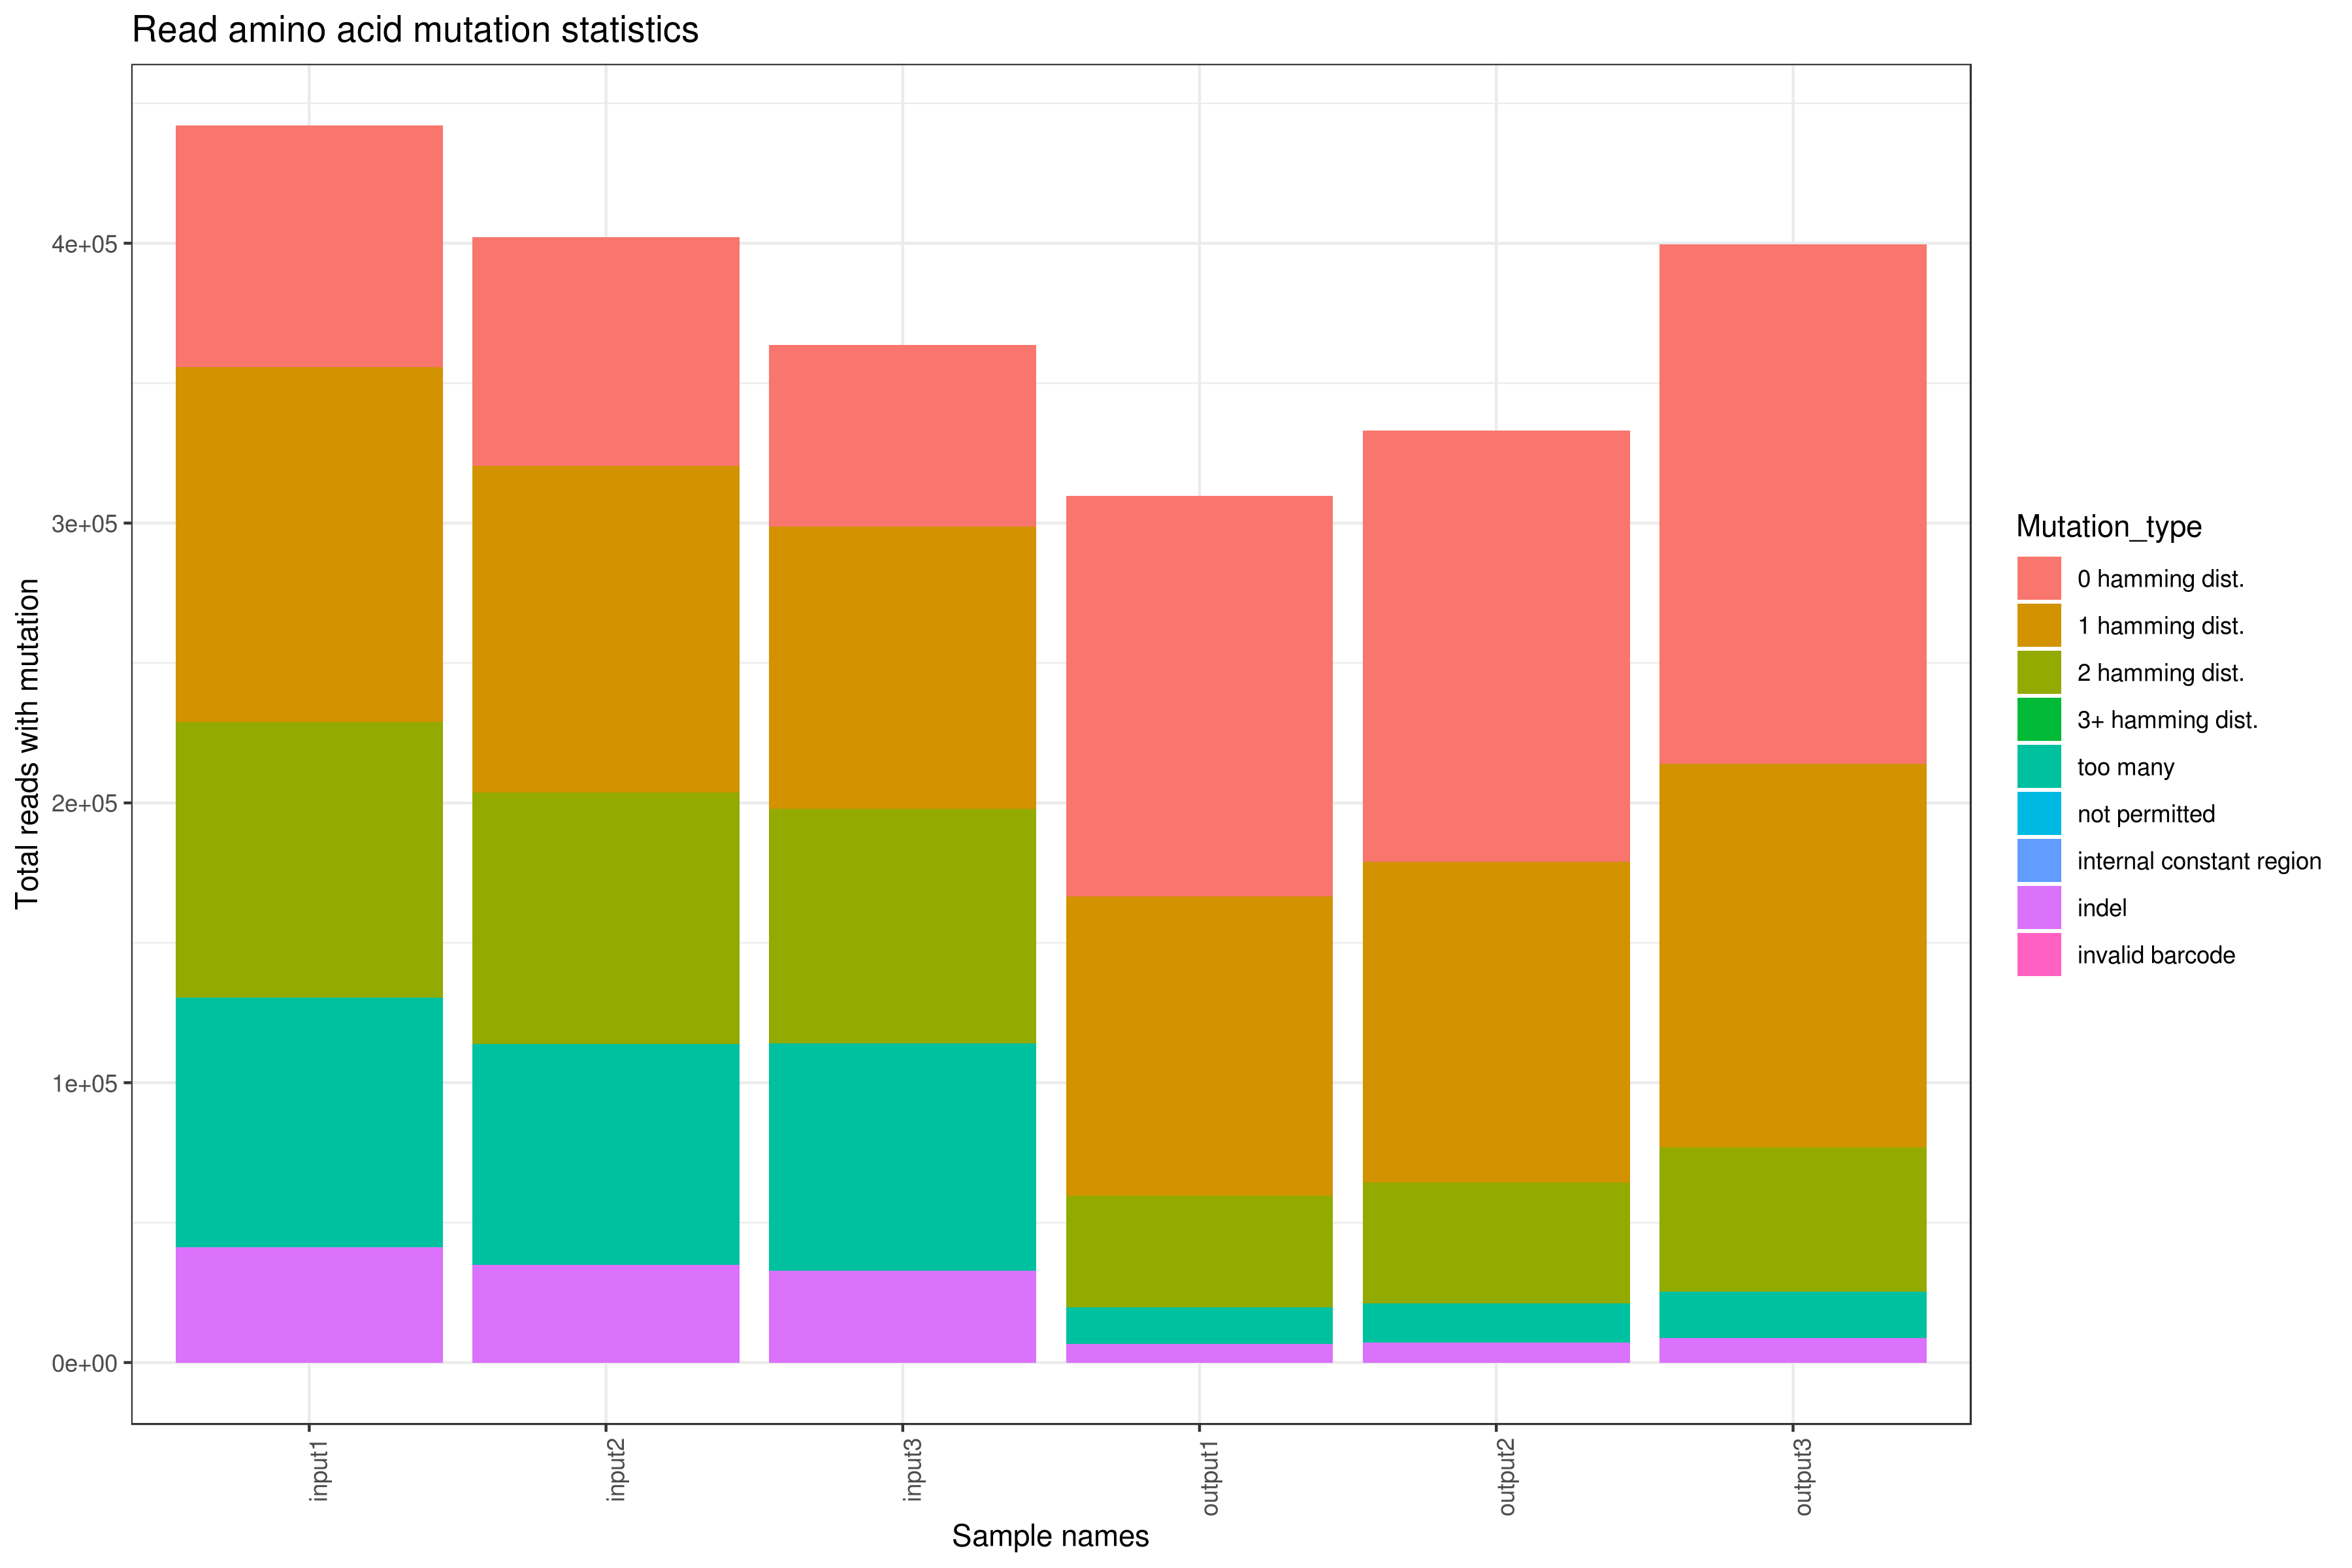 Read amino acid mutation statistics
Total reads with mutation
4e+05
3e+05
2e+05
1e+05
0e+00
input1
input2
input3
output1
output2
output3
Sample names
Mutation_type
0 hamming dist.
1 hamming dist.
2 hamming dist.
3+ hamming dist.
too many
not permitted
internal constant region
indel
invalid barcode